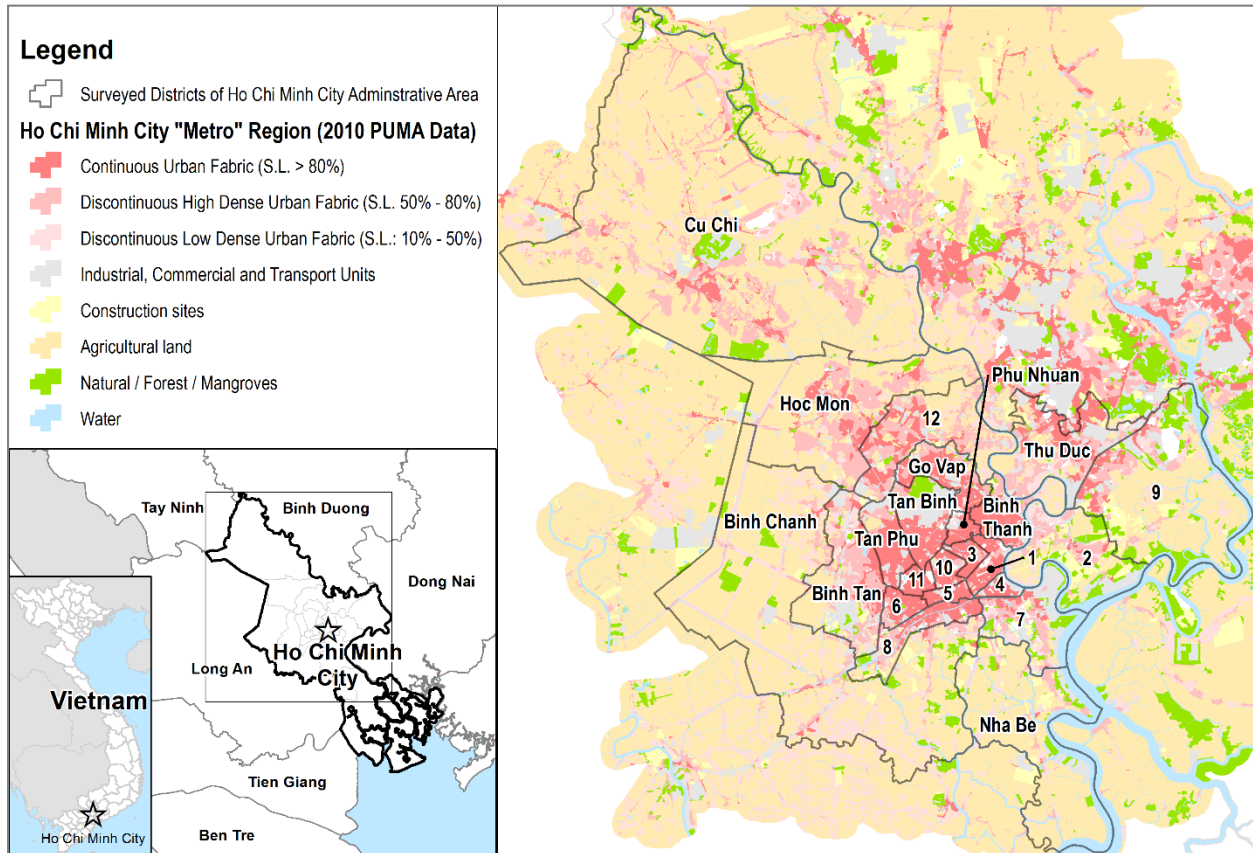 Legend
Surveyed Districts of Ho Chi Minh City Adminstrative Area
Ho Chi Minh City "Metro" Region (2010 PUMA Data)
Continuous Urban Fabric (S.L. > 80%)
Discontinuous High Dense Urban Fabric (S.L. 50% - 80%)
Discontinuous Low Dense Urban Fabric (S.L.: 10% - 50%)
Industrial, Commercial and Transport Units
Construction sites
Agricultural land
Natural / Forest / Mangroves
Water
Tay Ninh
Binh Duong
Dong Nai
Long An
Ho Chi Minh
City
Vietnam
Tien Giang
Ben Tre
Ho Chi Minh City
Cu Chi
Phu Nhuan
Hoc Mon
12
Thu Duc
Go Vap
9
Tan Binh
Binh
Thanh
Binh Chanh
Tan Phu
3
1
2
10
11
4
Binh Tan
5
6
7
8
Nha Be